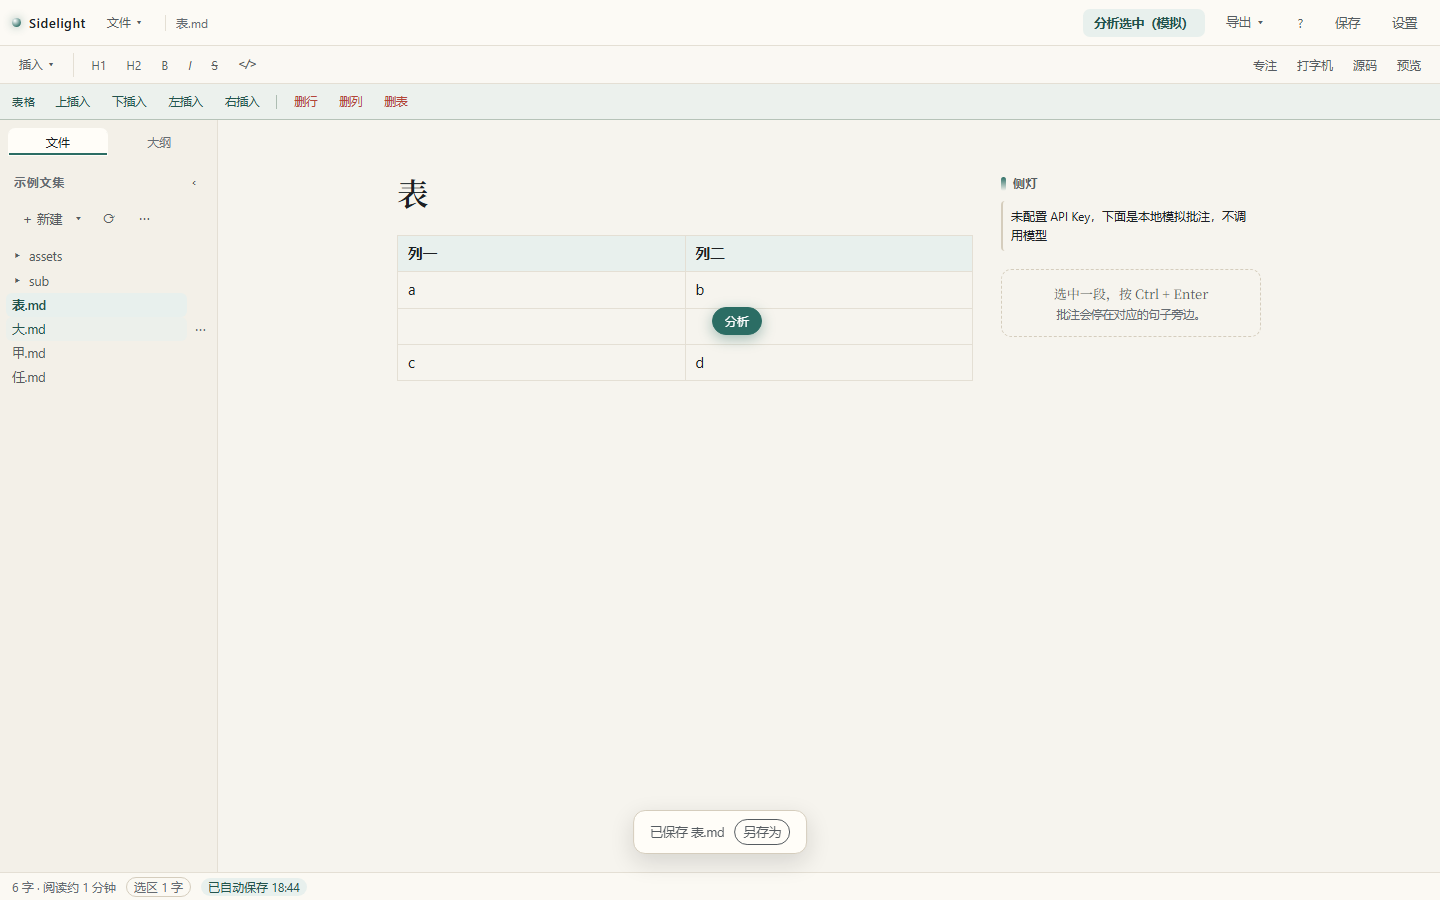 Sidelight 文件 表.md 分析选中（模拟） 导出 ? 保存 设置
插入 H1 H2 B I S </> 专注 打字机 源码 预览
表格 上插入 下插入 左插入 右插入 删行 删列 删表
文件 大纲
示例文集 ‹
+ 新建 ···
assets
sub
表.md
大.md ···
甲.md
任.md
表
列一 列二
a b
分析
c d
侧灯
未配置 API Key，下面是本地模拟批注，不调
用模型
选中一段，按 Ctrl + Enter
批注会停在对应的句子旁边。
已保存 表.md 另存为
6 字 · 阅读约 1 分钟 选区 1 字 已自动保存 18:44